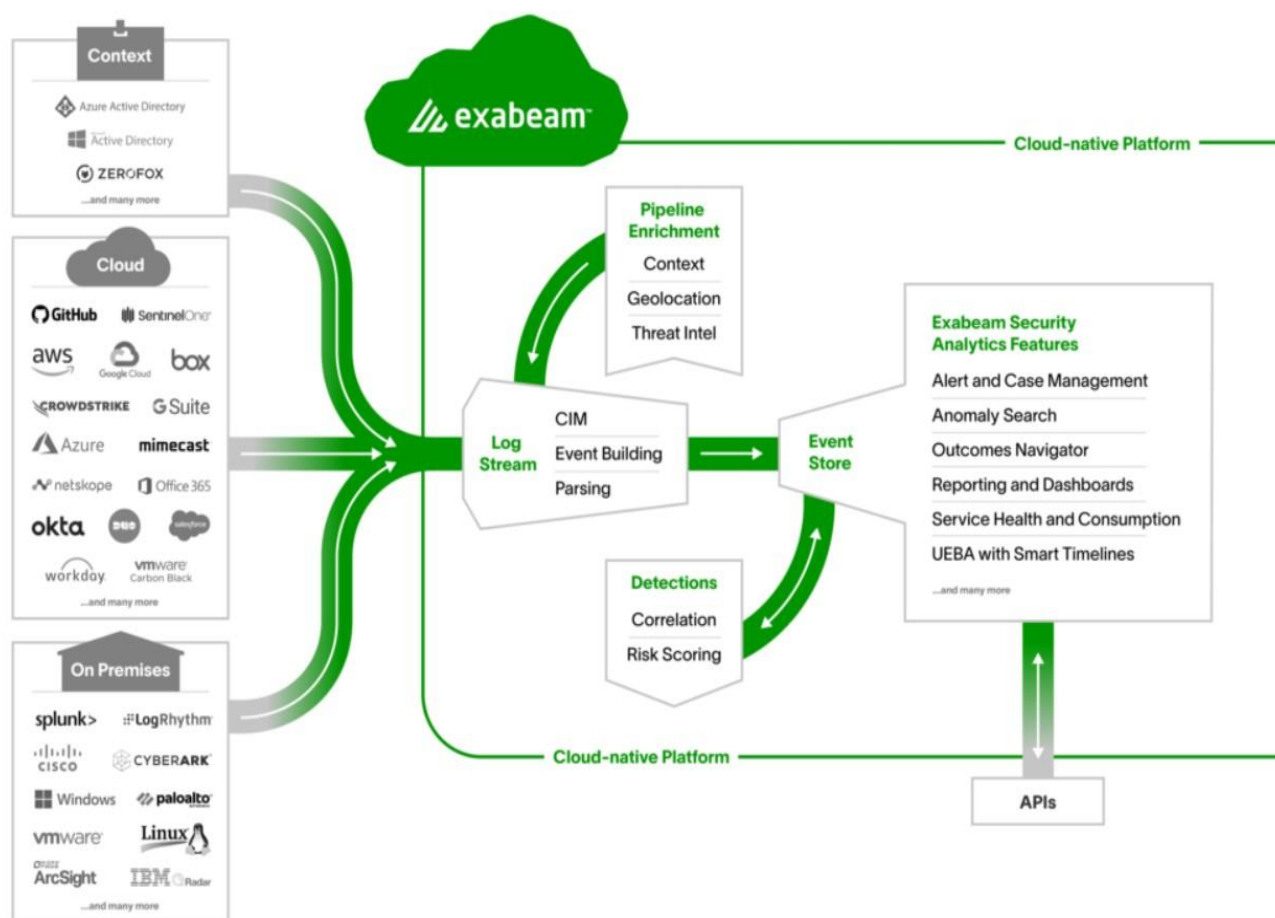 Context
Azure Active Directory
Active Directory
ZEROFOX
...and many more
Cloud
GitHub
SentinelOne
aws
Google Cloud
box
CROWDSTRIKE
G Suite
Azure
mimecast
netskope
Office 365
okta
DUO
salesforce
workday
vmware
Carbon Black
...and many more
On Premises
splunk>
LogRhythm
CISCO
CYBERARK
Windows
paloalto
vmware
Linux
ArcSight
IBM QRadar
...and many more
exabeam™
Cloud-native Platform
Pipeline
Enrichment
Context
Geolocation
Threat Intel
Log
Stream
CIM
Event Building
Parsing
Event
Store
Detections
Correlation
Risk Scoring
Exabeam Security
Analytics Features
Alert and Case Management
Anomaly Search
Outcomes Navigator
Reporting and Dashboards
Service Health and Consumption
UEBA with Smart Timelines
...and many more
Cloud-native Platform
APIs